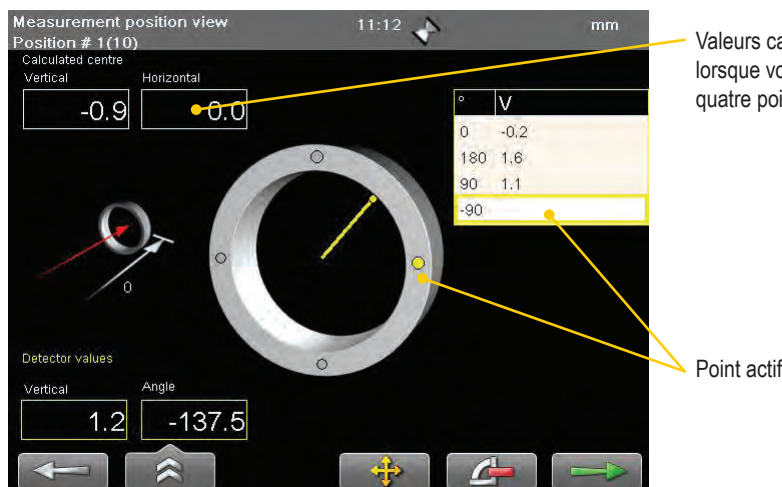 Measurement position view
11:12
mm
Position # 1(10)
Calculated centre
Vertical Horizontal
-0.9 0.0
° V
0 -0.2
180 1.6
90 1.1
-90
0
Detector values
Vertical Angle
1.2 -137.5
Valeurs ca
lorsque vo
quatre poi
Point actif